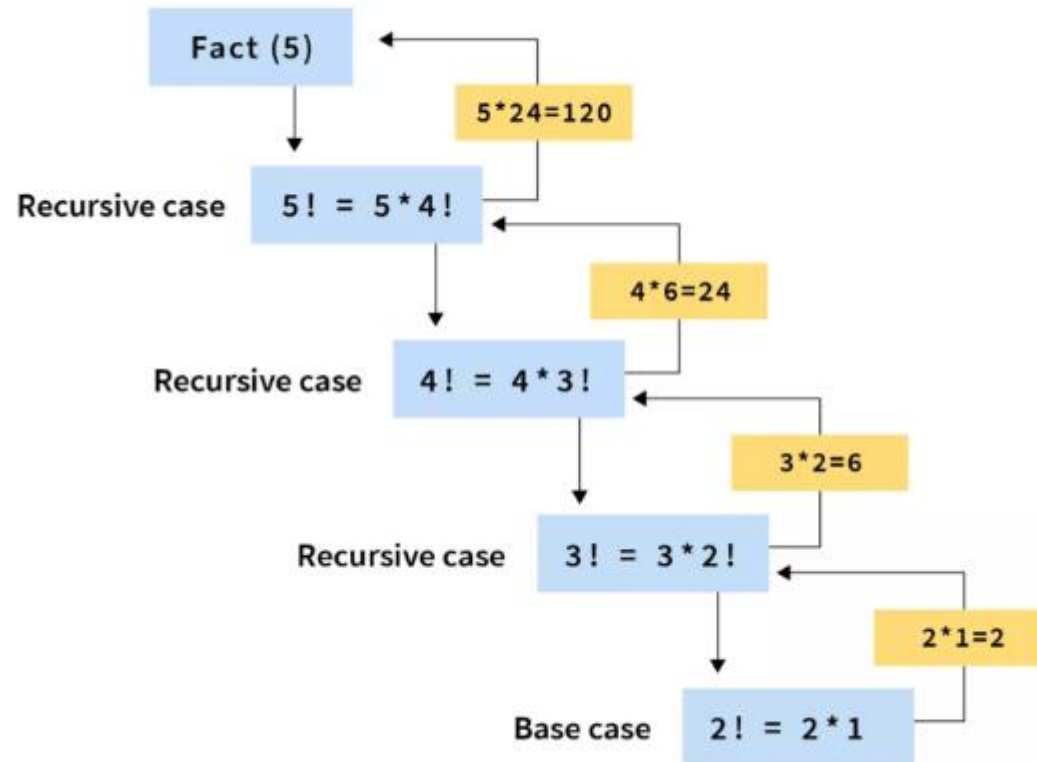 Fact (5)
5*24=120
Recursive case
5! = 5*4!
4*6=24
Recursive case
4! = 4*3!
3*2=6
Recursive case
3! = 3*2!
2*1=2
Base case
2! = 2*1